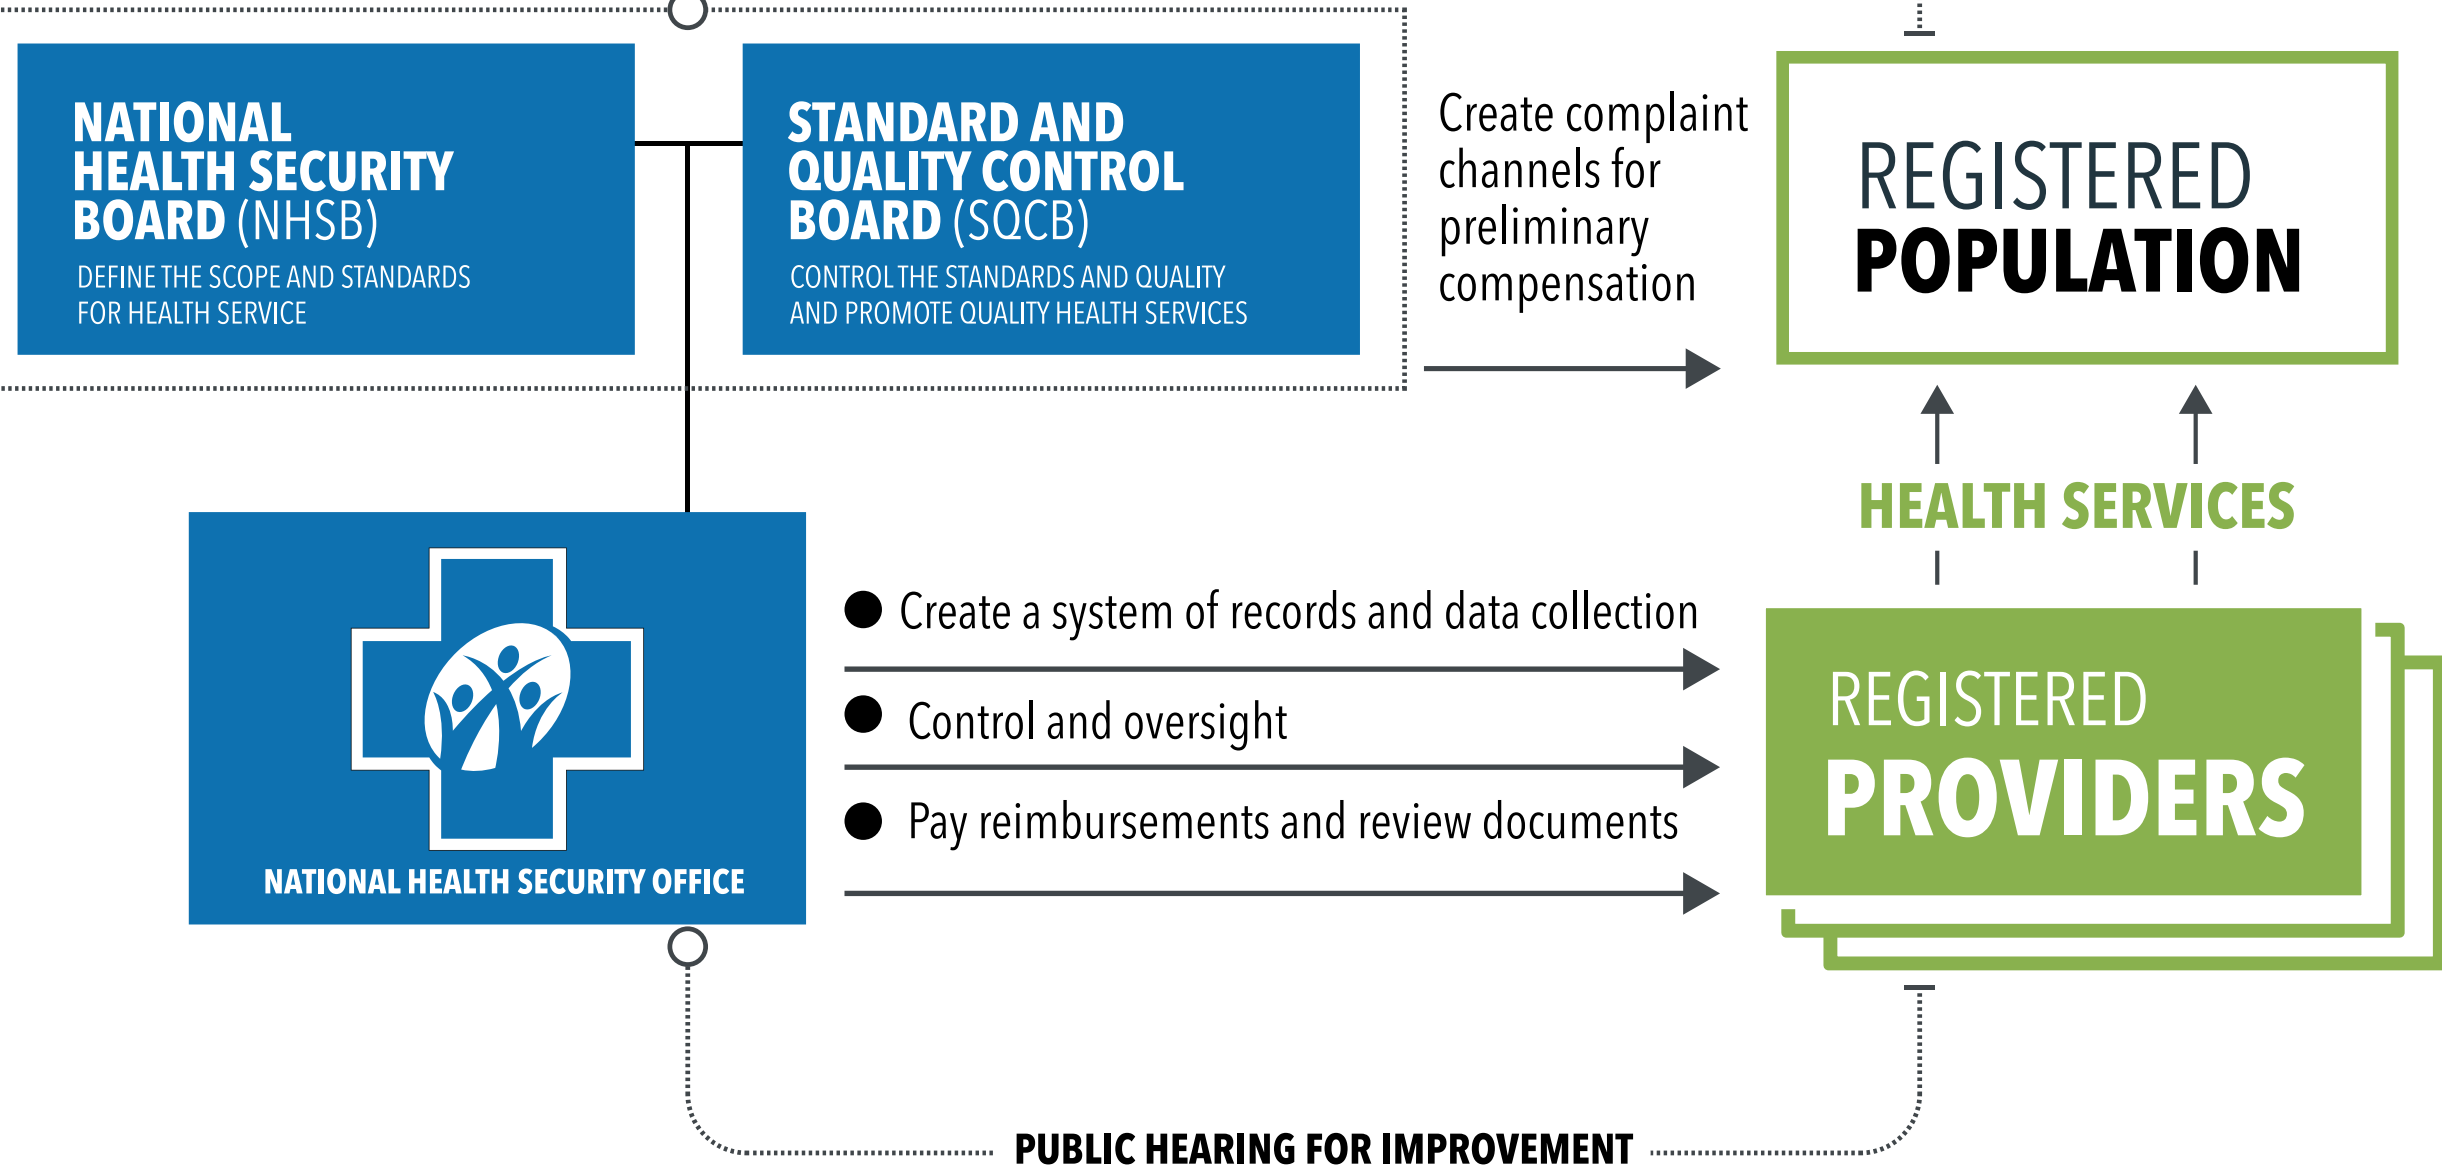 NATIONAL
HEALTH SECURITY
BOARD (NHSB)
DEFINE THE SCOPE AND STANDARDS
FOR HEALTH SERVICE
STANDARD AND
QUALITY CONTROL
BOARD (SQCB)
CONTROL THE STANDARDS AND QUALITY
AND PROMOTE QUALITY HEALTH SERVICES
Create complaint
channels for
preliminary
compensation
REGISTERED
POPULATION
HEALTH SERVICES
NATIONAL HEALTH SECURITY OFFICE
● Create a system of records and data collection
● Control and oversight
● Pay reimbursements and review documents
REGISTERED
PROVIDERS
PUBLIC HEARING FOR IMPROVEMENT